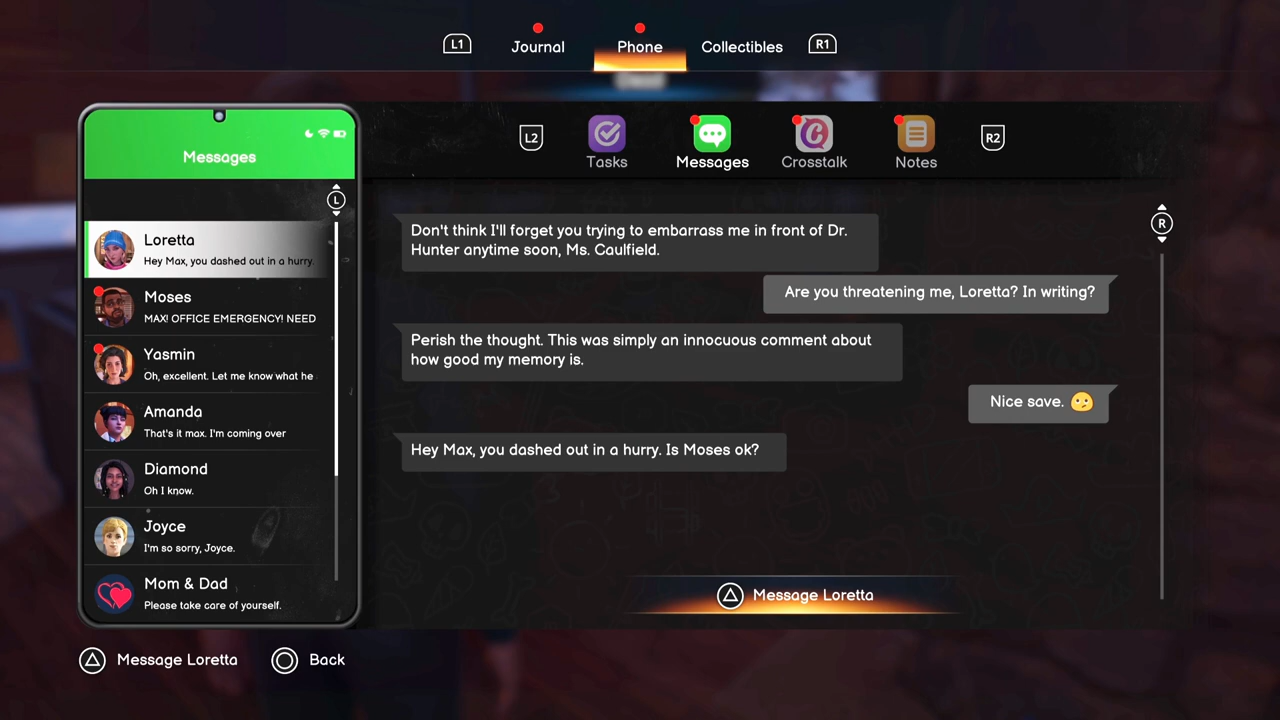 L1
Journal
Phone
Collectibles
R1
Messages
L
Loretta
Hey Max, you dashed out in a hurry.
Moses
MAX! OFFICE EMERGENCY! NEED
Yasmin
Oh, excellent. Let me know what he
Amanda
That's it max. I'm coming over
Diamond
Oh I know.
Joyce
I'm so sorry, Joyce.
Mom & Dad
Please take care of yourself.
L2
Tasks
Messages
Crosstalk
Notes
R2
R
Don't think I'll forget you trying to embarrass me in front of Dr.
Hunter anytime soon, Ms. Caulfield.
Are you threatening me, Loretta? In writing?
Perish the thought. This was simply an innocuous comment about
how good my memory is.
Nice save. 🫤
Hey Max, you dashed out in a hurry. Is Moses ok?
Message Loretta
Message Loretta
Back